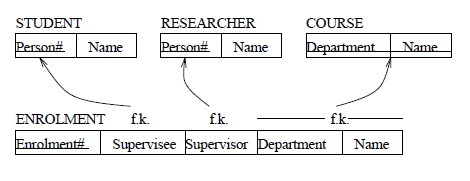 STUDENT RESEARCHER COURSE
Person# Name Person# Name Department Name
ENROLMENT f.k. f.k. f.k.
Enrolment# Supervisee Supervisor Department Name